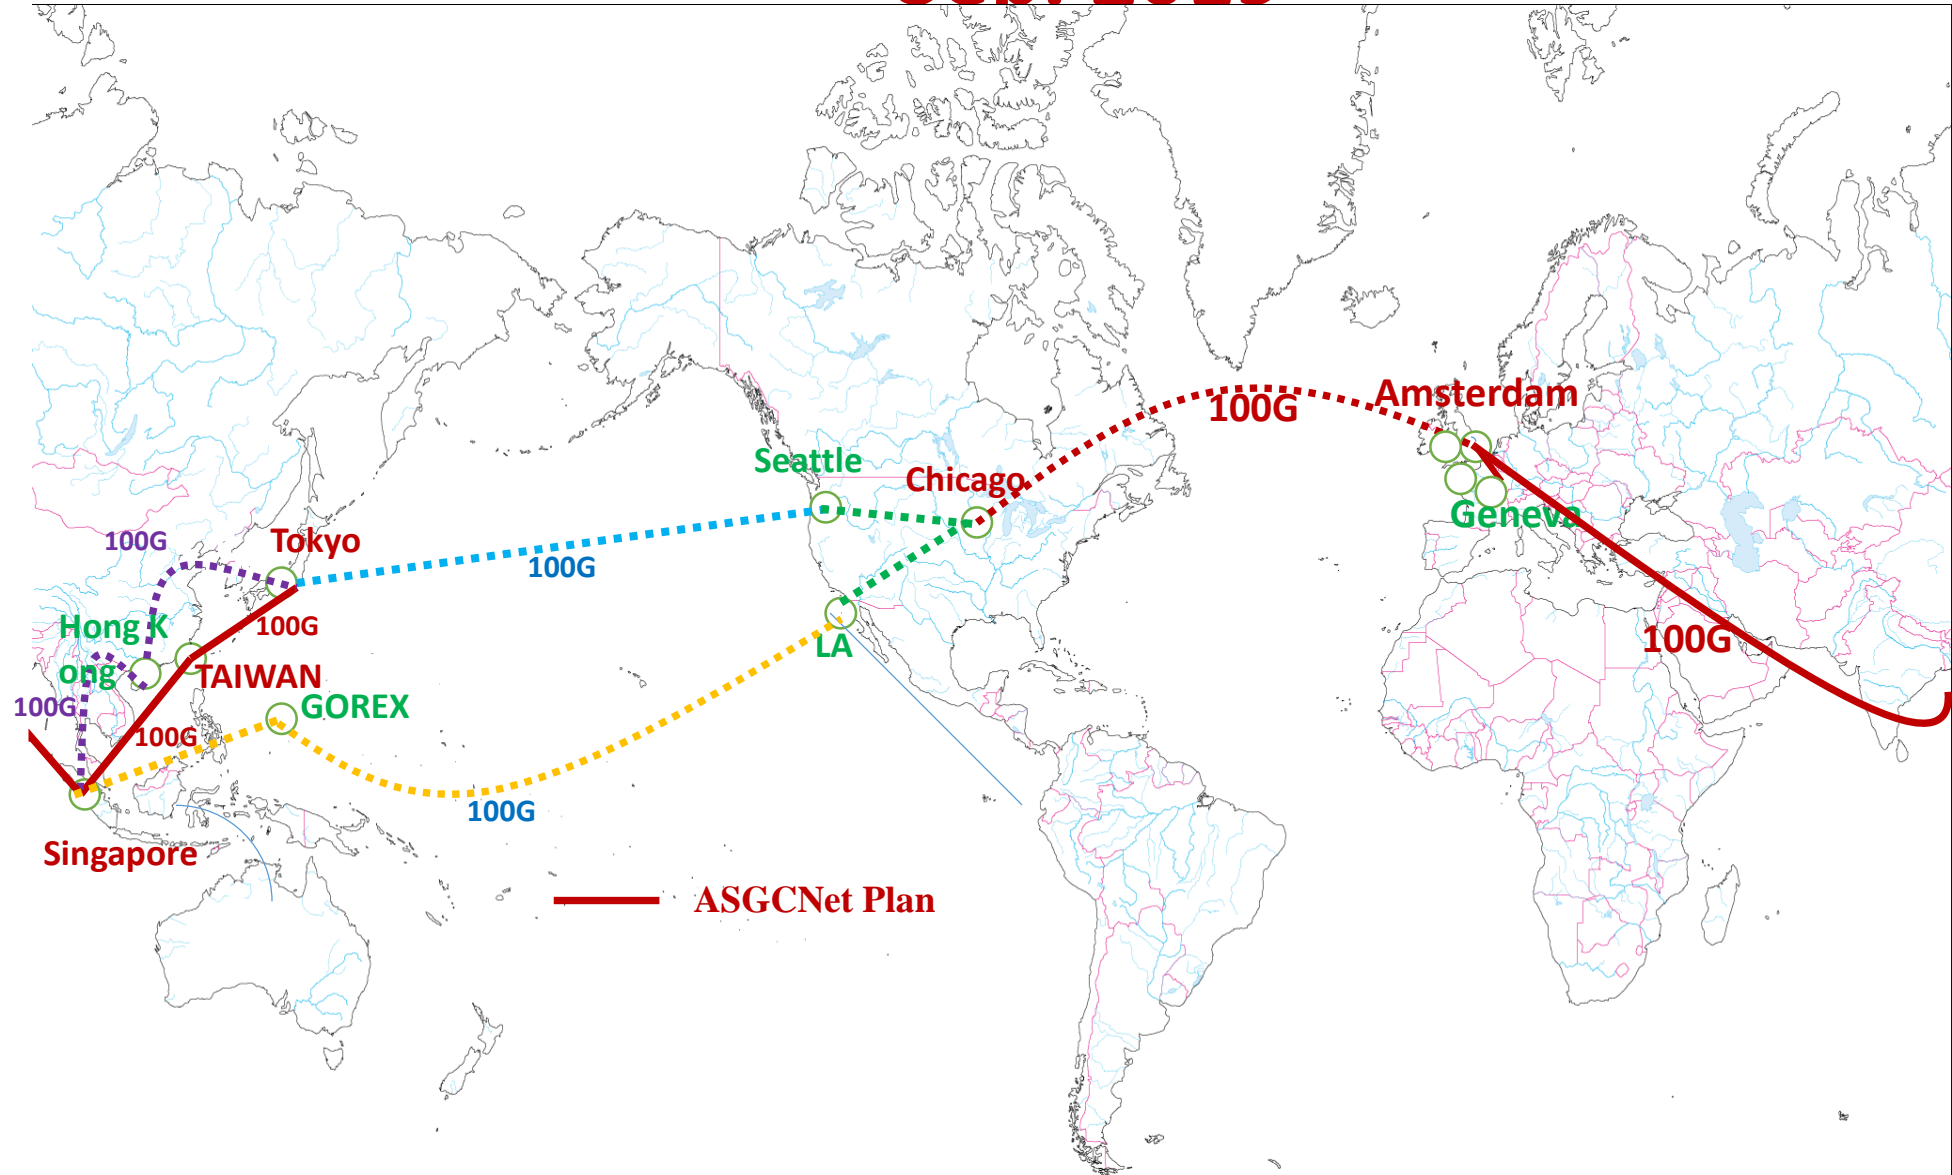 Amsterdam
100G
Seattle
Chicago
Geneva
Tokyo
100G
100G
100G
Hong K
ong
100G
LA
TAIWAN
100G
GOREX
100G
100G
Singapore
ASGCNet Plan